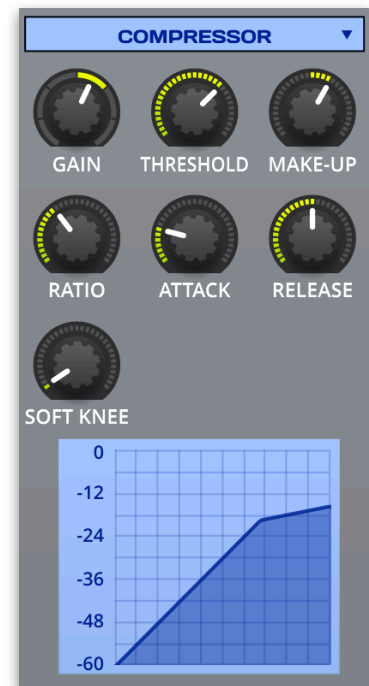 COMPRESSOR
GAIN THRESHOLD MAKE-UP
RATIO ATTACK RELEASE
SOFT KNEE
0
-12
-24
-36
-48
-60